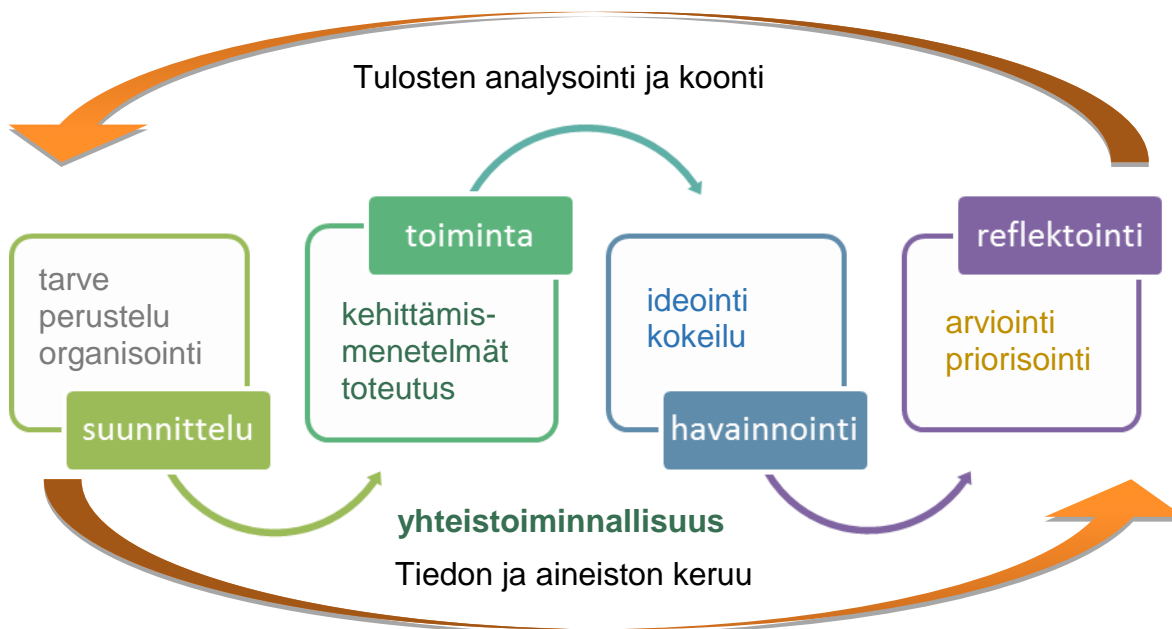 Tulosten analysointi ja koonti
tarve
perustelu
organisointi
suunnittelu
toiminta
kehittämis-
menetelmät
toteutus
ideointi
kokeilu
havainnointi
reflektointi
arviointi
priorisointi
yhteistoiminnallisuus
Tiedon ja aineiston keruu